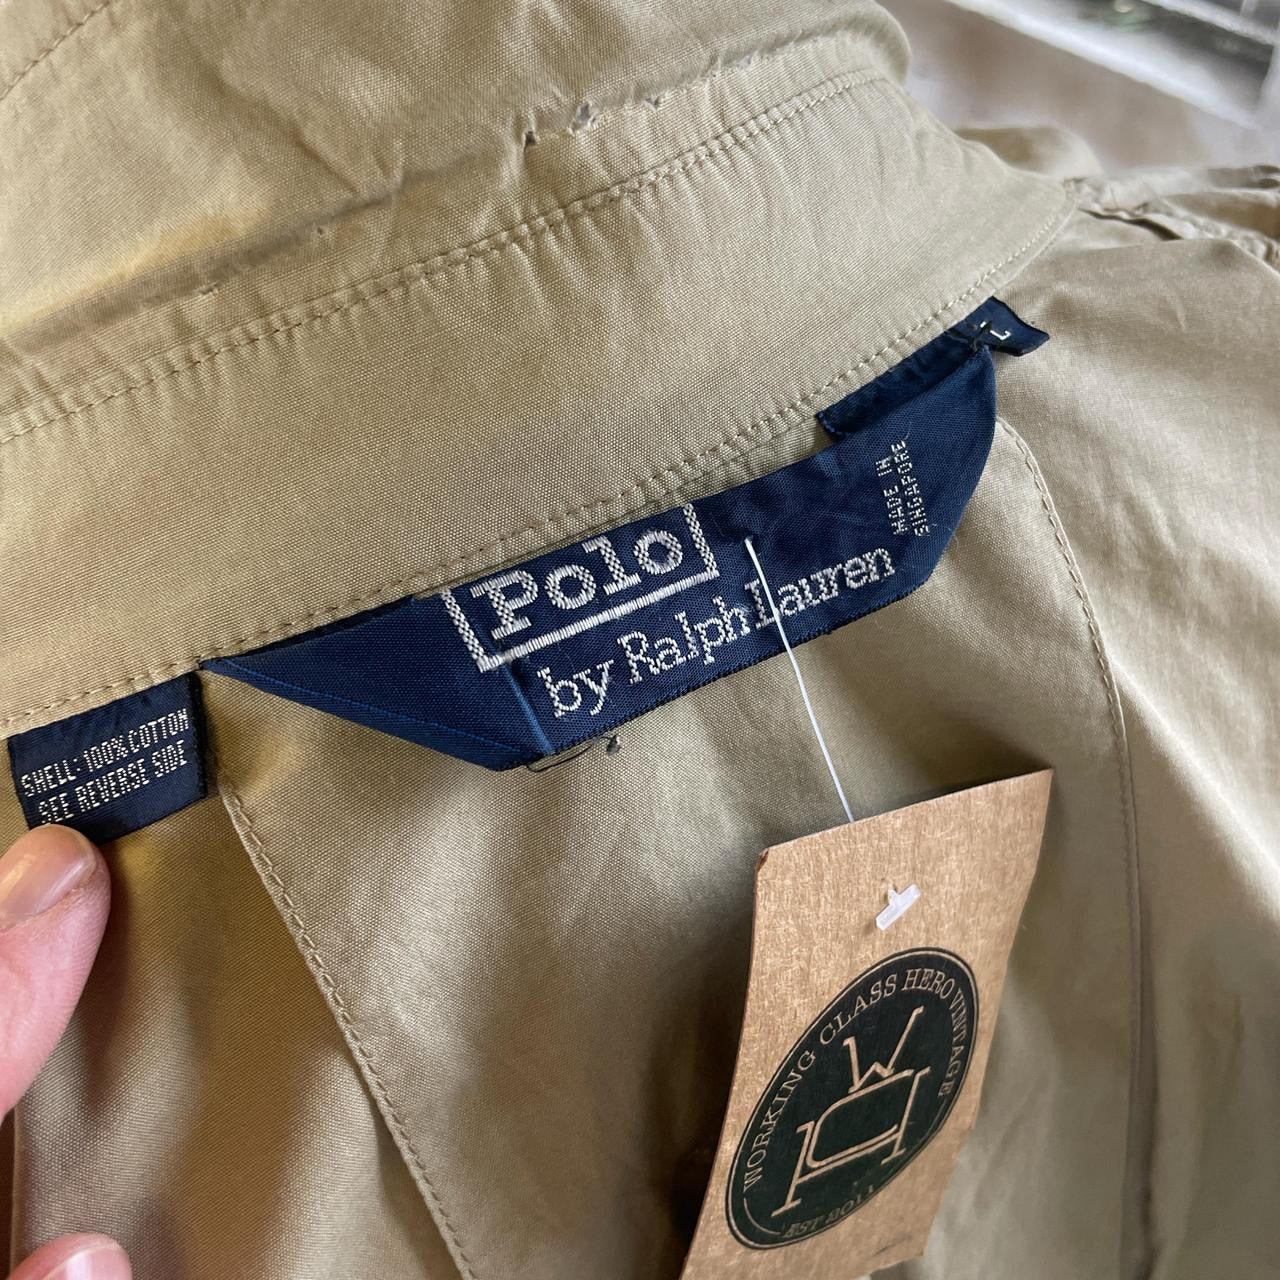 L
MADE IN
SINGAPORE
Polo
by Ralph Lauren
SHELL: 100% COTTON
SEE REVERSE SIDE
WORKING CLASS HERO VINTAGE
EST 2011